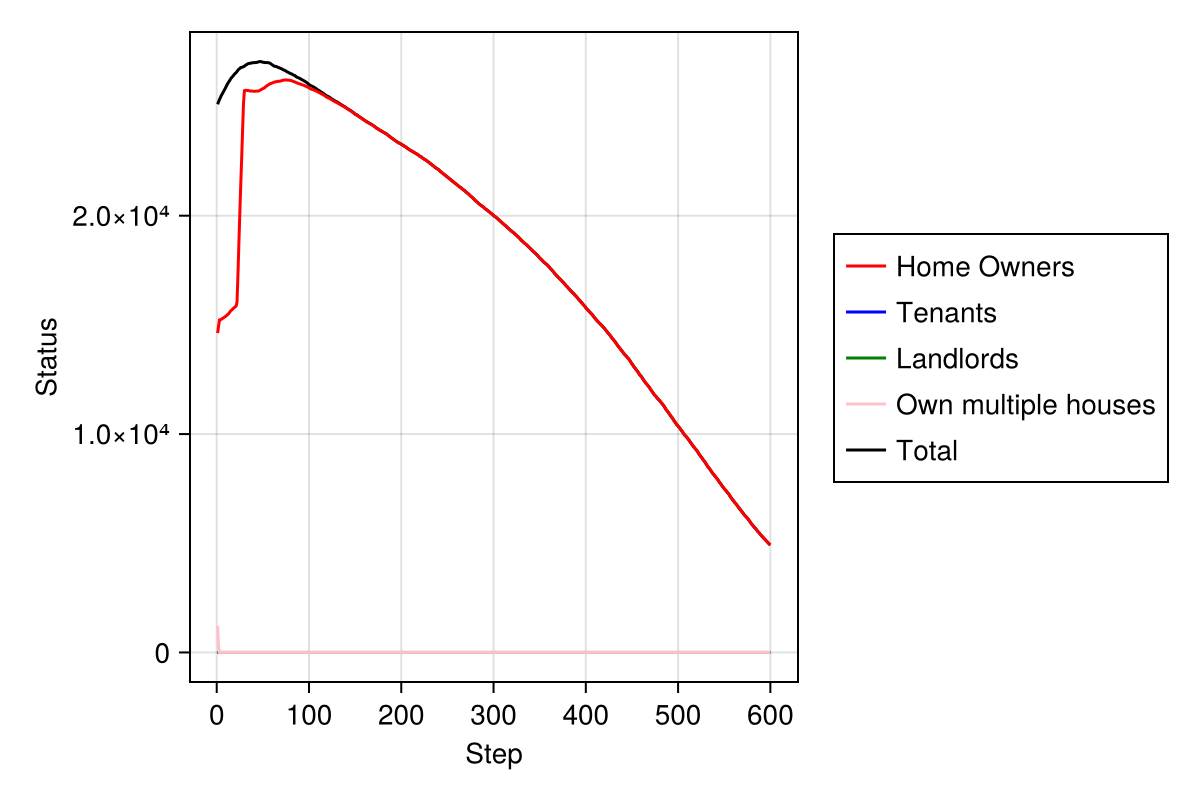 Status
2.0×10⁴
1.0×10⁴
0
0 100 200 300 400 500 600
Step
Home Owners
Tenants
Landlords
Own multiple houses
Total